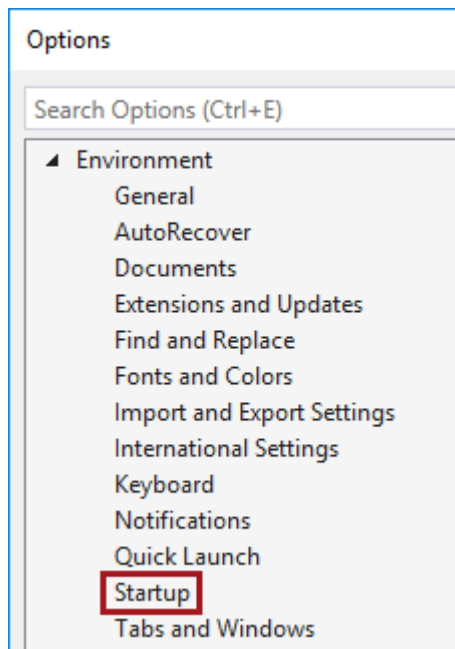 Options
Search Options (Ctrl+E)
Environment
General
AutoRecover
Documents
Extensions and Updates
Find and Replace
Fonts and Colors
Import and Export Settings
International Settings
Keyboard
Notifications
Quick Launch
Startup
Tabs and Windows